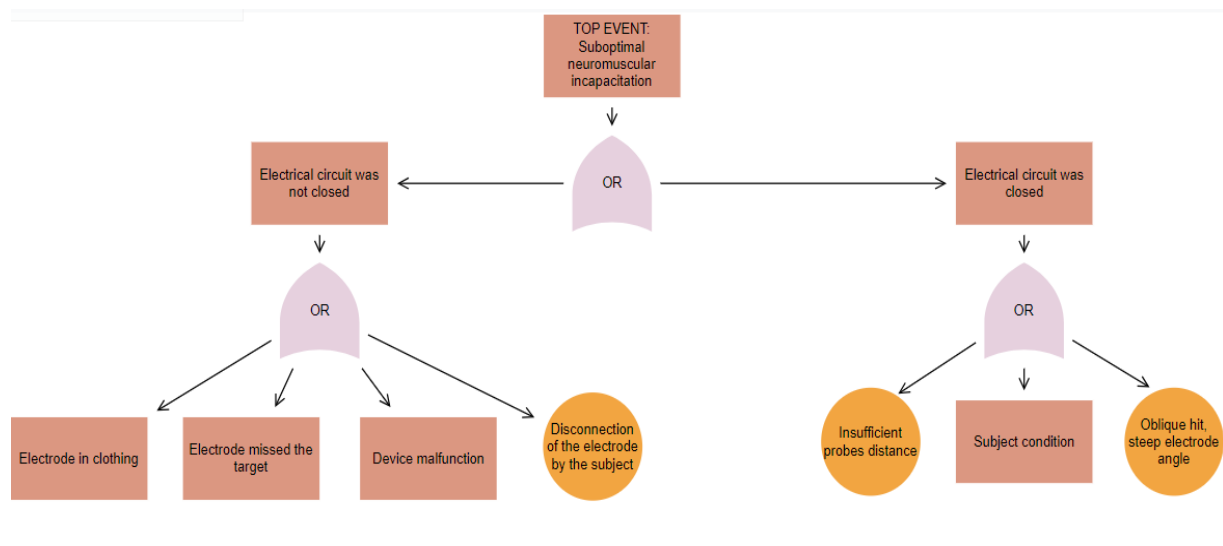 TOP EVENT:
Suboptimal
neuromuscular
incapacitation
OR
Electrical circuit was
not closed
Electrical circuit was
closed
OR
OR
Electrode in clothing
Electrode missed the
target
Device malfunction
Disconnection
of the electrode
by the subject
Insufficient
probes distance
Subject condition
Oblique hit,
steep electrode
angle